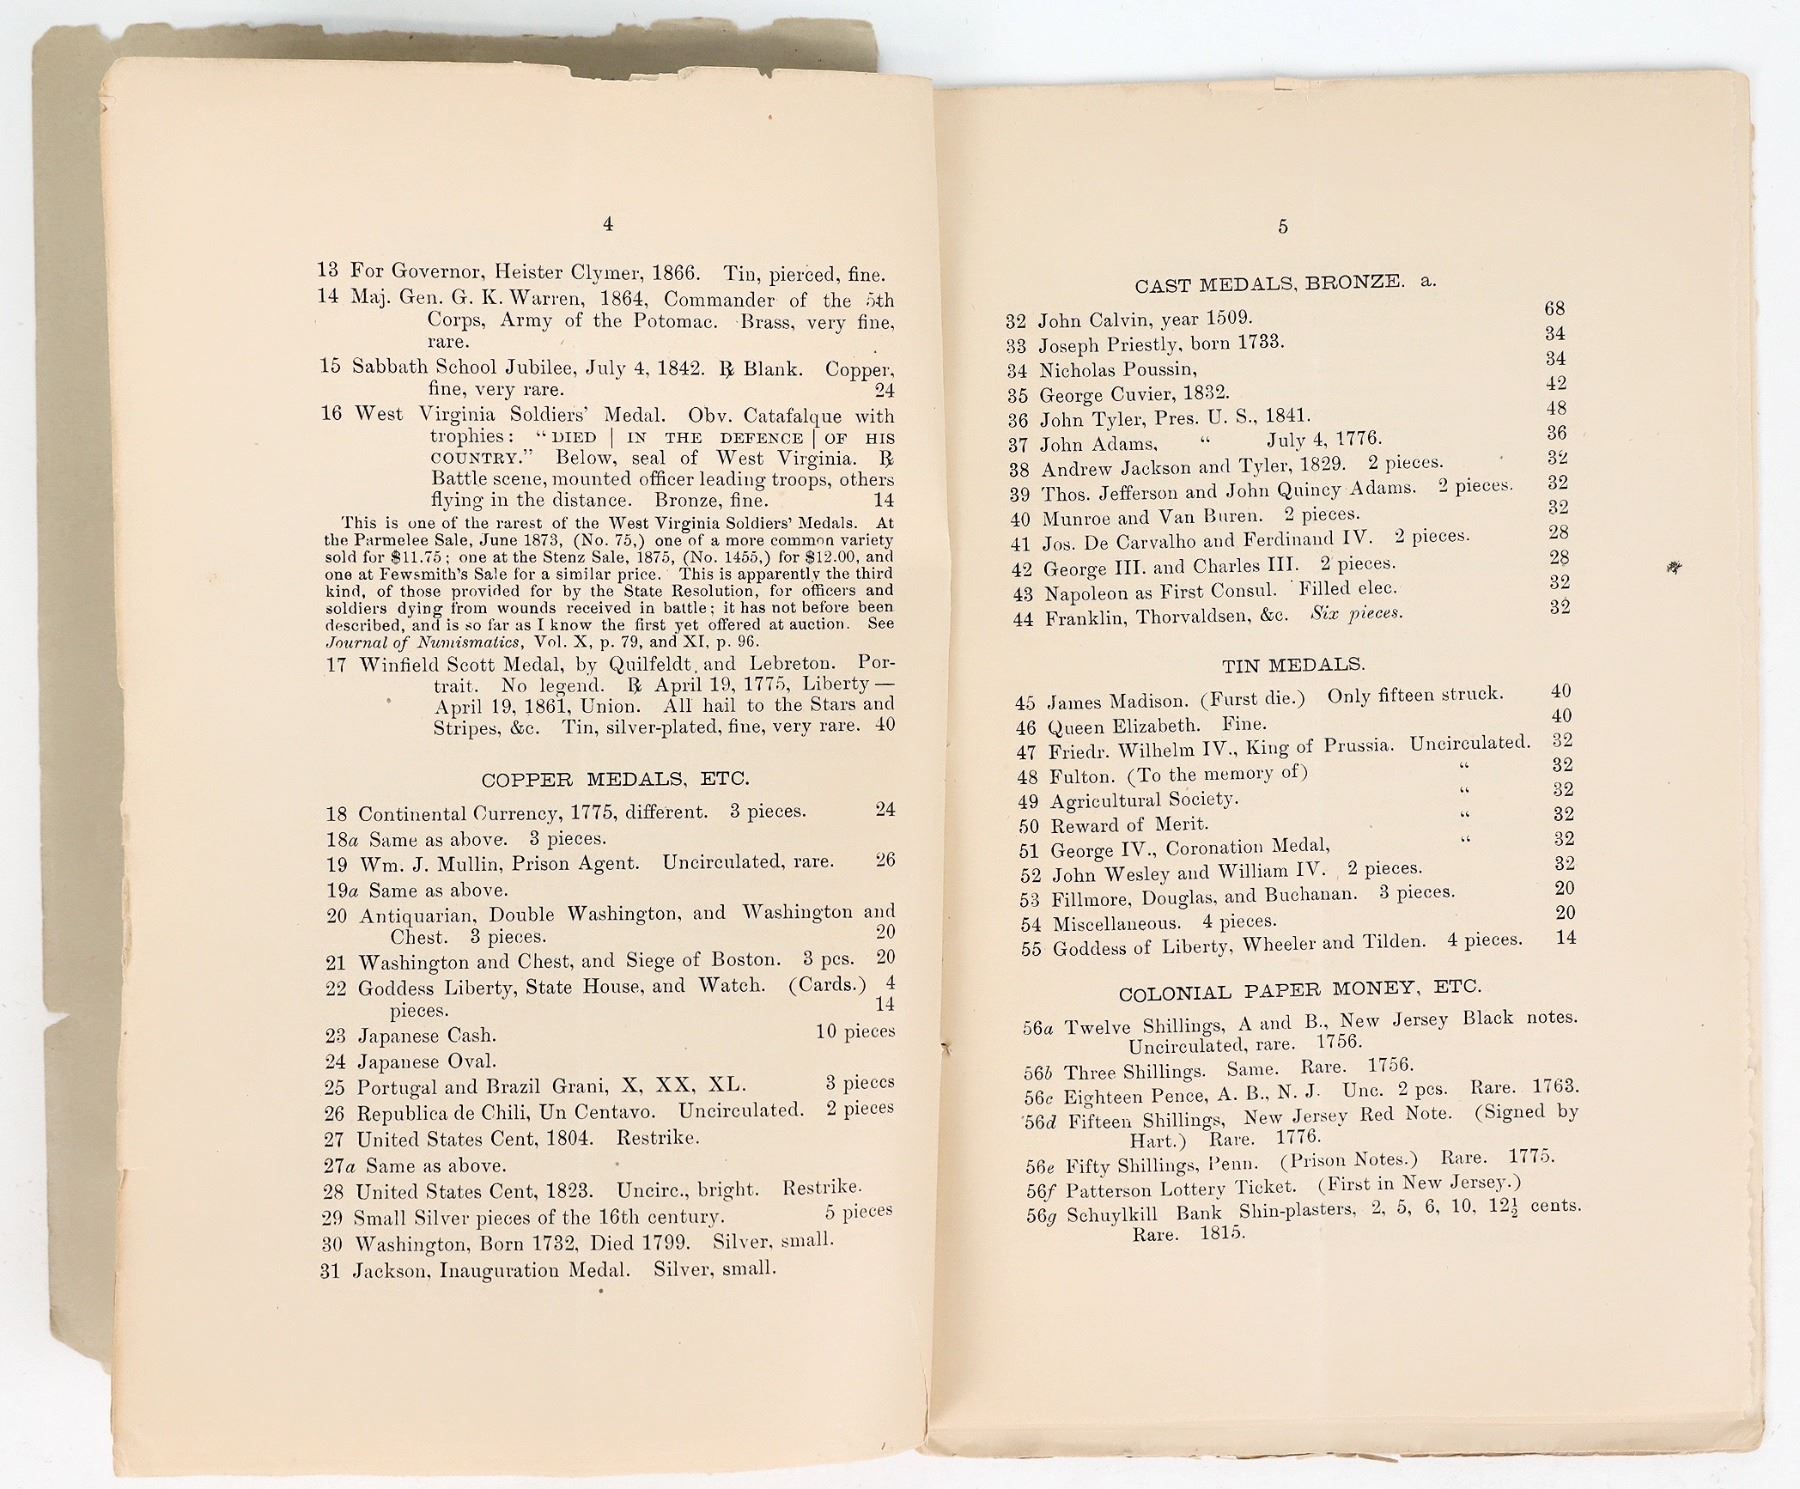 4
13 For Governor, Heister Clymer, 1866. Tin, pierced, fine.
14 Maj. Gen. G. K. Warren, 1864, Commander of the 5th
Corps, Army of the Potomac. Brass, very fine,
rare.
15 Sabbath School Jubilee, July 4, 1842. ℞ Blank. Copper,
fine, very rare. 24
16 West Virginia Soldiers' Medal. Obv. Catafalque with
trophies: "DIED | IN THE DEFENCE | OF HIS
COUNTRY." Below, seal of West Virginia. ℞
Battle scene, mounted officer leading troops, others
flying in the distance. Bronze, fine. 14
This is one of the rarest of the West Virginia Soldiers' Medals. At
the Parmelee Sale, June 1873, (No. 75,) one of a more common variety
sold for $11.75; one at the Stenz Sale, 1875, (No. 1455,) for $12.00, and
one at Fewsmith's Sale for a similar price. This is apparently the third
kind, of those provided for by the State Resolution, for officers and
soldiers dying from wounds received in battle; it has not before been
described, and is so far as I know the first yet offered at auction. See
Journal of Numismatics, Vol. X, p. 79, and XI, p. 96.
17 Winfield Scott Medal, by Quilfeldt and Lebreton. Por-
trait. No legend. ℞ April 19, 1775, Liberty —
April 19, 1861, Union. All hail to the Stars and
Stripes, &c. Tin, silver-plated, fine, very rare. 40
COPPER MEDALS, ETC.
18 Continental Currency, 1775, different. 3 pieces. 24
18a Same as above. 3 pieces.
19 Wm. J. Mullin, Prison Agent. Uncirculated, rare. 26
19a Same as above.
20 Antiquarian, Double Washington, and Washington and
Chest. 3 pieces. 20
21 Washington and Chest, and Siege of Boston. 3 pcs. 20
22 Goddess Liberty, State House, and Watch. (Cards.) 4
pieces. 14
23 Japanese Cash. 10 pieces
24 Japanese Oval.
25 Portugal and Brazil Grani, X, XX, XL. 3 pieces
26 Republica de Chili, Un Centavo. Uncirculated. 2 pieces
27 United States Cent, 1804. Restrike.
27a Same as above.
28 United States Cent, 1823. Uncirc., bright. Restrike.
29 Small Silver pieces of the 16th century. 5 pieces
30 Washington, Born 1732, Died 1799. Silver, small.
31 Jackson, Inauguration Medal. Silver, small.
5
CAST MEDALS, BRONZE. a.
32 John Calvin, year 1509. 68
33 Joseph Priestly, born 1733. 34
34 Nicholas Poussin, 34
35 George Cuvier, 1832. 42
36 John Tyler, Pres. U. S., 1841. 48
37 John Adams, " July 4, 1776. 36
38 Andrew Jackson and Tyler, 1829. 2 pieces. 32
39 Thos. Jefferson and John Quincy Adams. 2 pieces. 32
40 Munroe and Van Buren. 2 pieces. 32
41 Jos. De Carvalho and Ferdinand IV. 2 pieces. 28
42 George III. and Charles III. 2 pieces. 28
43 Napoleon as First Consul. Filled elec. 32
44 Franklin, Thorvaldsen, &c. Six pieces. 32
TIN MEDALS.
45 James Madison. (Furst die.) Only fifteen struck. 40
46 Queen Elizabeth. Fine. 40
47 Friedr. Wilhelm IV., King of Prussia. Uncirculated. 32
48 Fulton. (To the memory of) " 32
49 Agricultural Society. " 32
50 Reward of Merit. " 32
51 George IV., Coronation Medal, " 32
52 John Wesley and William IV. 2 pieces. 32
53 Fillmore, Douglas, and Buchanan. 3 pieces. 20
54 Miscellaneous. 4 pieces. 20
55 Goddess of Liberty, Wheeler and Tilden. 4 pieces. 14
COLONIAL PAPER MONEY, ETC.
56a Twelve Shillings, A and B., New Jersey Black notes.
Uncirculated, rare. 1756.
56b Three Shillings. Same. Rare. 1756.
56c Eighteen Pence, A. B., N. J. Unc. 2 pcs. Rare. 1763.
56d Fifteen Shillings, New Jersey Red Note. (Signed by
Hart.) Rare. 1776.
56e Fifty Shillings, Penn. (Prison Notes.) Rare. 1775.
56f Patterson Lottery Ticket. (First in New Jersey.)
56g Schuylkill Bank Shin-plasters, 2, 5, 6, 10, 12½ cents.
Rare. 1815.